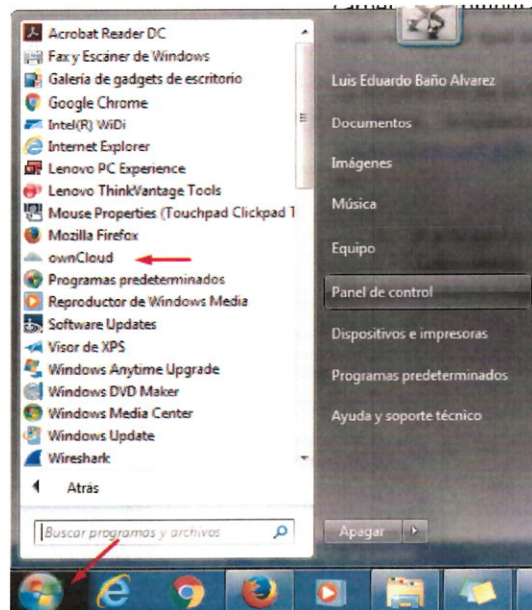 Acrobat Reader DC
Fax y Escáner de Windows
Galería de gadgets de escritorio
Google Chrome
Intel(R) WiDi
Internet Explorer
Lenovo PC Experience
Lenovo ThinkVantage Tools
Mouse Properties (Touchpad Clickpad T
Mozilla Firefox
ownCloud
Programas predeterminados
Reproductor de Windows Media
Software Updates
Visor de XPS
Windows Anytime Upgrade
Windows DVD Maker
Windows Media Center
Windows Update
Wireshark
Atrás
Buscar programas y archivos
Luis Eduardo Baño Alvarez
Documentos
Imágenes
Música
Equipo
Panel de control
Dispositivos e impresoras
Programas predeterminados
Ayuda y soporte técnico
Apagar